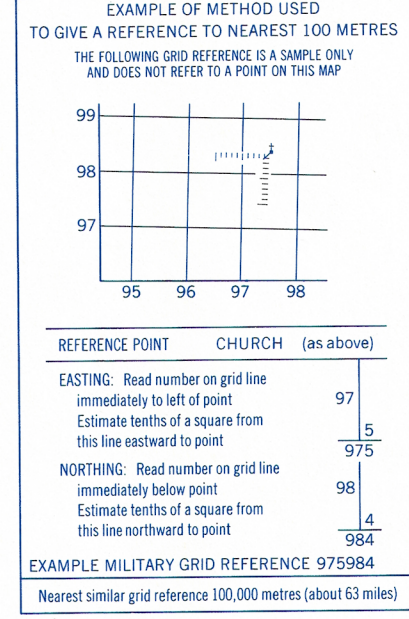 EXAMPLE OF METHOD USED
TO GIVE A REFERENCE TO NEAREST 100 METRES
THE FOLLOWING GRID REFERENCE IS A SAMPLE ONLY
AND DOES NOT REFER TO A POINT ON THIS MAP
99
98
97
95 96 97 98
REFERENCE POINT CHURCH (as above)
EASTING: Read number on grid line
immediately to left of point 97
Estimate tenths of a square from
this line eastward to point 5
975
NORTHING: Read number on grid line
immediately below point 98
Estimate tenths of a square from
this line northward to point 4
984
EXAMPLE MILITARY GRID REFERENCE 975984
Nearest similar grid reference 100,000 metres (about 63 miles)